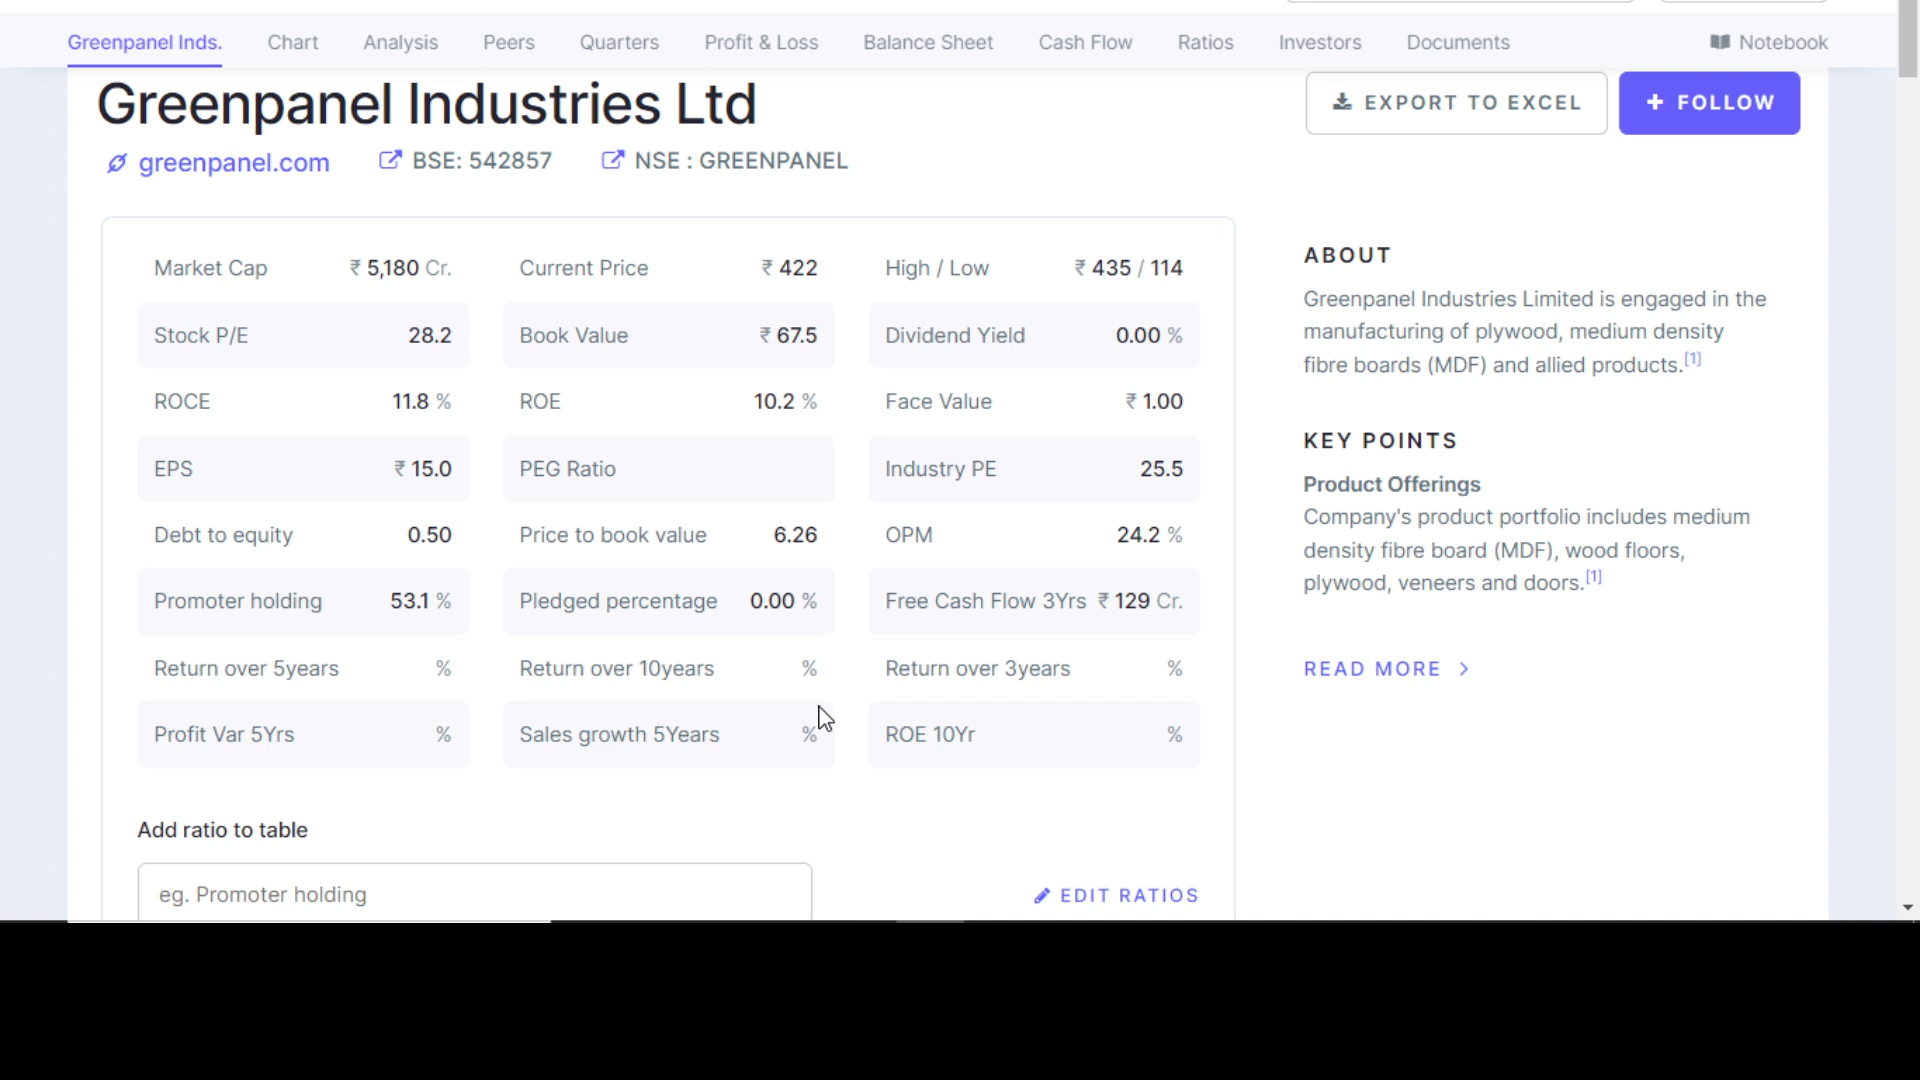 Greenpanel Inds. Chart Analysis Peers Quarters Profit & Loss Balance Sheet Cash Flow Ratios Investors Documents Notebook
Greenpanel Industries Ltd
EXPORT TO EXCEL
+ FOLLOW
greenpanel.com BSE: 542857 NSE : GREENPANEL
Market Cap ₹ 5,180 Cr. Current Price ₹ 422 High / Low ₹ 435 / 114
Stock P/E 28.2 Book Value ₹ 67.5 Dividend Yield 0.00 %
ROCE 11.8 % ROE 10.2 % Face Value ₹ 1.00
EPS ₹ 15.0 PEG Ratio Industry PE 25.5
Debt to equity 0.50 Price to book value 6.26 OPM 24.2 %
Promoter holding 53.1 % Pledged percentage 0.00 % Free Cash Flow 3Yrs ₹ 129 Cr.
Return over 5years % Return over 10years % Return over 3years %
Profit Var 5Yrs % Sales growth 5Years % ROE 10Yr %
Add ratio to table
eg. Promoter holding
EDIT RATIOS
ABOUT
Greenpanel Industries Limited is engaged in the
manufacturing of plywood, medium density
fibre boards (MDF) and allied products.[1]
KEY POINTS
Product Offerings
Company's product portfolio includes medium
density fibre board (MDF), wood floors,
plywood, veneers and doors.[1]
READ MORE >